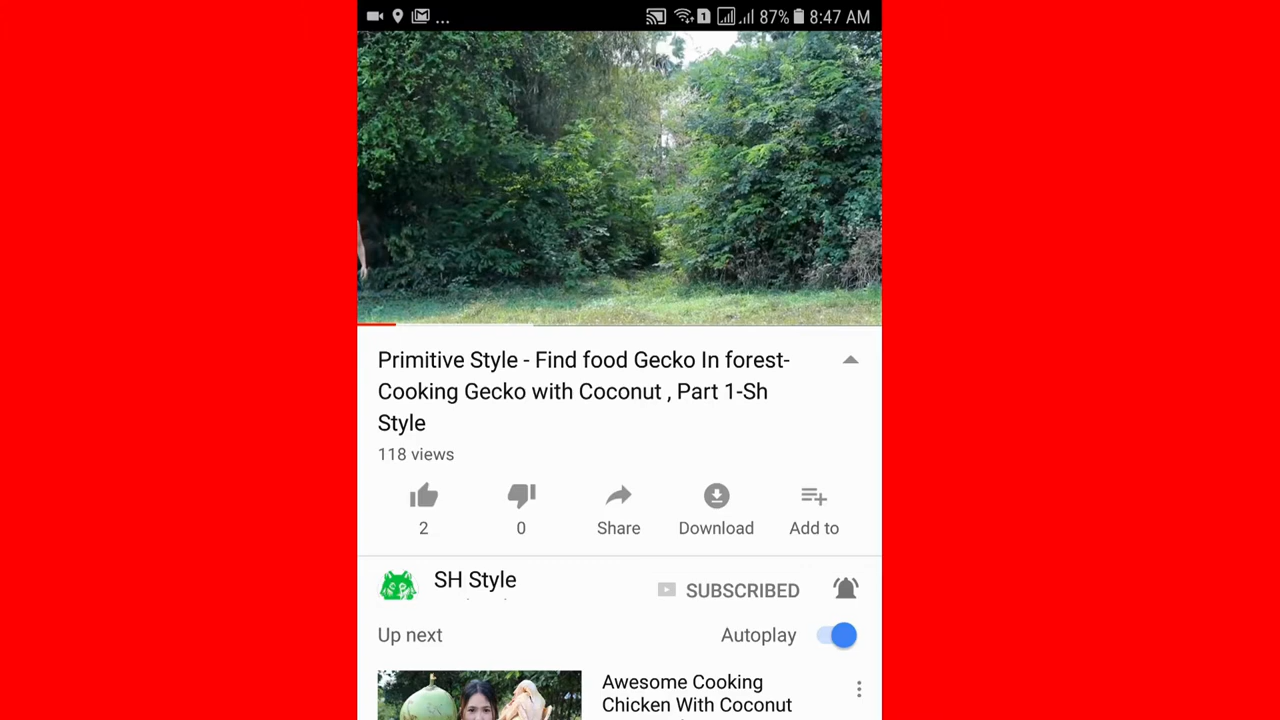 ... 1 87% 8:47 AM
Primitive Style - Find food Gecko In forest-
Cooking Gecko with Coconut , Part 1-Sh
Style
118 views
2 0 Share Download Add to
SH Style
SUBSCRIBED
Up next Autoplay
Awesome Cooking
Chicken With Coconut